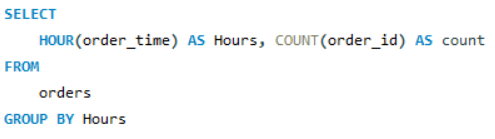 SELECT
HOUR(order_time) AS Hours, COUNT(order_id) AS count
FROM
orders
GROUP BY Hours